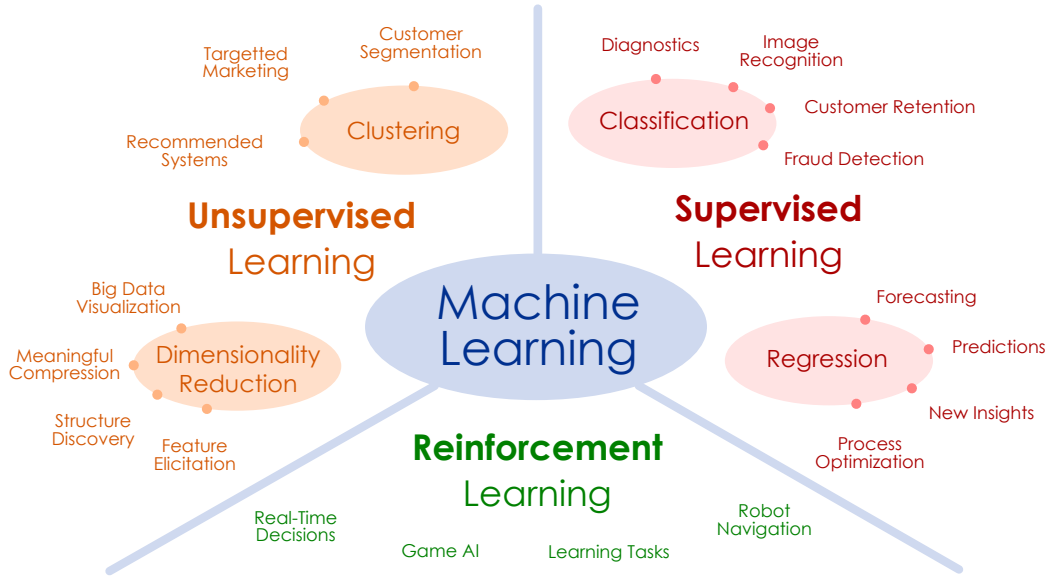 Customer
Segmentation
Targetted
Marketing
Recommended
Systems
Clustering
Unsupervised
Learning
Diagnostics
Image
Recognition
Customer Retention
Fraud Detection
Classification
Supervised
Learning
Machine
Learning
Big Data
Visualization
Meaningful
Compression
Structure
Discovery
Feature
Elicitation
Dimensionality
Reduction
Forecasting
Predictions
New Insights
Process
Optimization
Regression
Reinforcement
Learning
Real-Time
Decisions
Game AI
Learning Tasks
Robot
Navigation